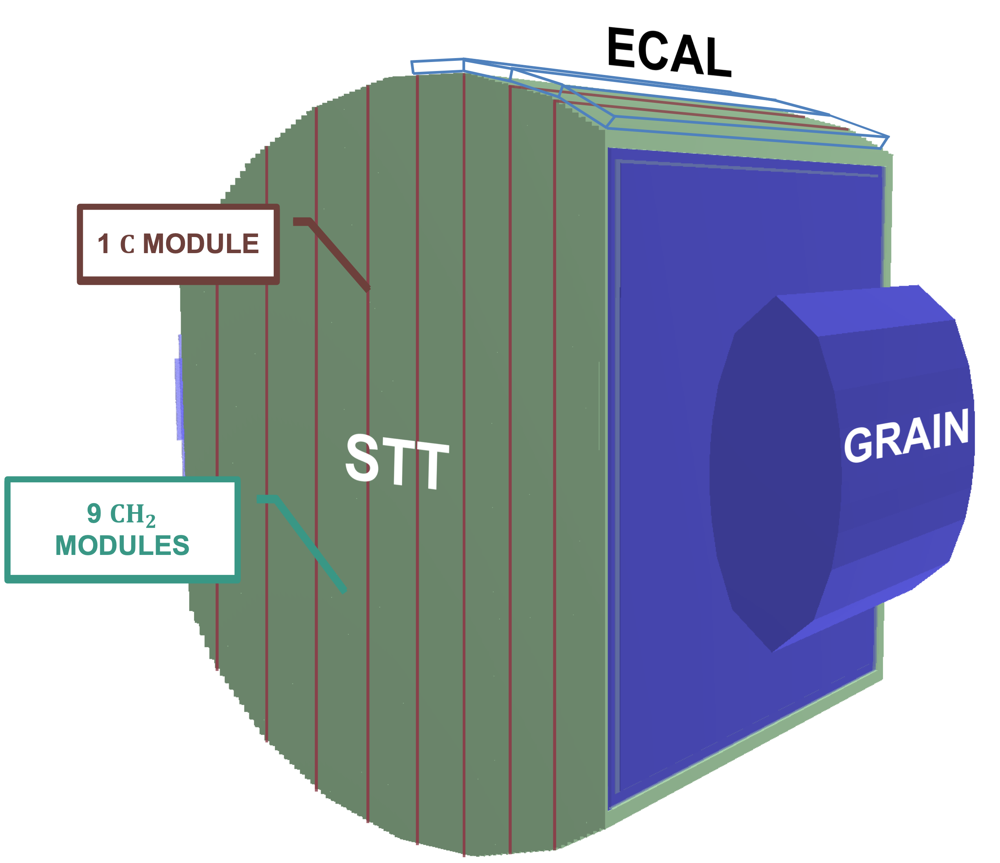 ECAL
1 C MODULE
STT
GRAIN
9 CH₂
MODULES